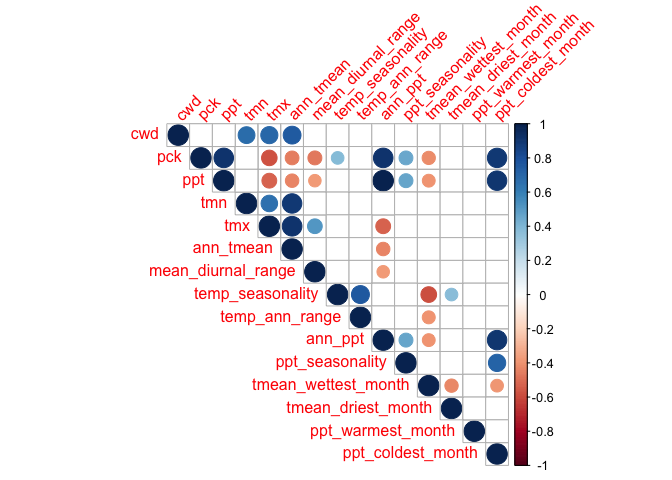 cwd
pck
ppt
tmn
tmx
ann_tmean
mean_diurnal_range
temp_seasonality
temp_ann_range
ann_ppt
ppt_seasonality
tmean_wettest_month
tmean_driest_month
ppt_warmest_month
ppt_coldest_month
cwd
pck
ppt
tmn
tmx
ann_tmean
mean_diurnal_range
temp_seasonality
temp_ann_range
ann_ppt
ppt_seasonality
tmean_wettest_month
tmean_driest_month
ppt_warmest_month
ppt_coldest_month
1
0.8
0.6
0.4
0.2
0
-0.2
-0.4
-0.6
-0.8
-1